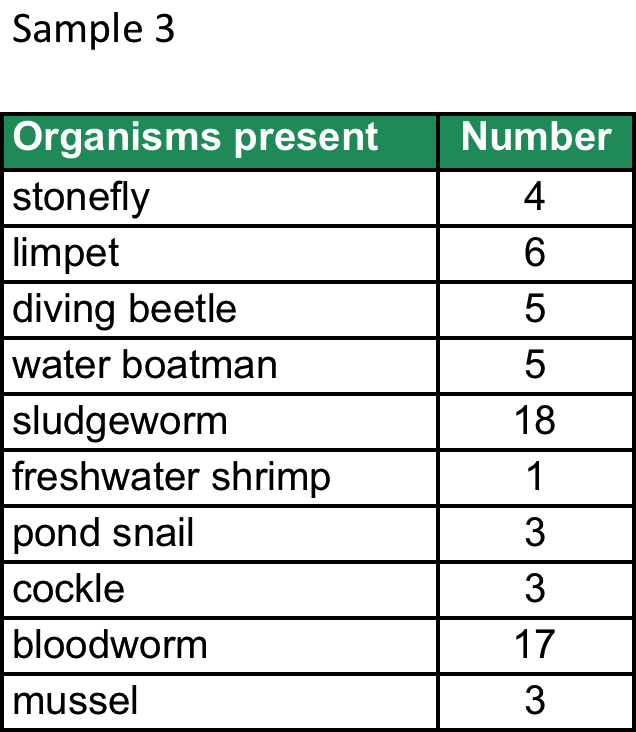 Sample 3
Organisms present Number
stonefly 4
limpet 6
diving beetle 5
water boatman 5
sludgeworm 18
freshwater shrimp 1
pond snail 3
cockle 3
bloodworm 17
mussel 3